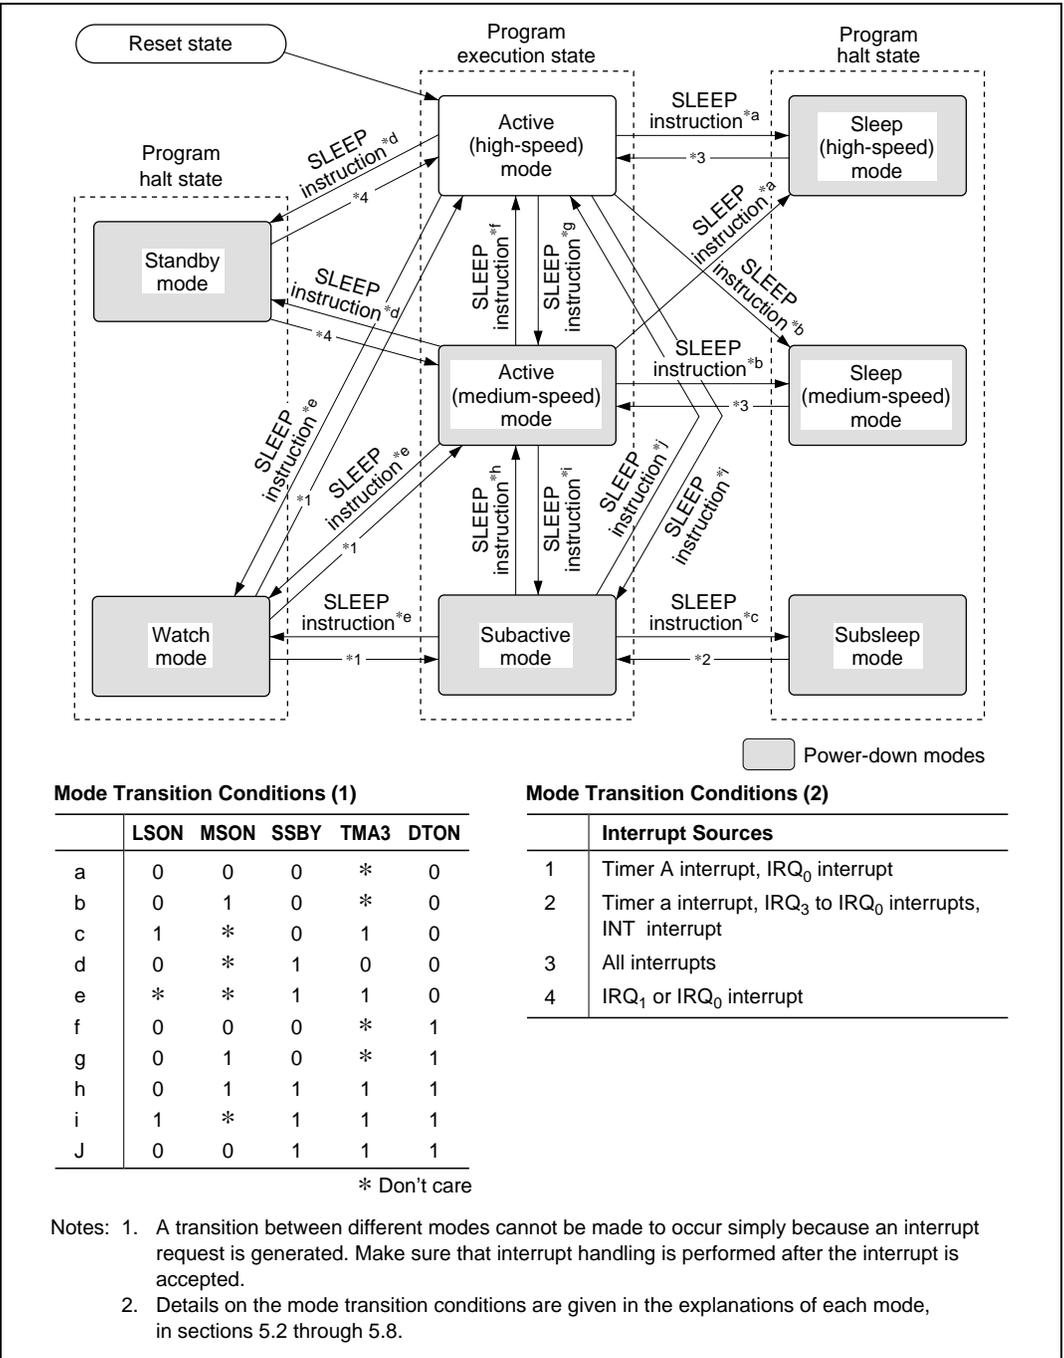 Reset state
Program
execution state
Program
halt state
Program
halt state
Active
(high-speed)
mode
SLEEP
instruction*a
*3
Sleep
(high-speed)
mode
SLEEP
instruction*d
*4
Standby
mode
SLEEP
instruction*d
*4
SLEEP
instruction*f
SLEEP
instruction*g
SLEEP
instruction*a
SLEEP
instruction*b
Active
(medium-speed)
mode
SLEEP
instruction*b
*3
Sleep
(medium-speed)
mode
SLEEP
instruction*e
*1
SLEEP
instruction*e
*1
SLEEP
instruction*h
SLEEP
instruction*i
SLEEP
instruction*j
SLEEP
instruction*i
Watch
mode
SLEEP
instruction*e
*1
Subactive
mode
SLEEP
instruction*c
*2
Subsleep
mode
Power-down modes
Mode Transition Conditions (1)
LSON MSON SSBY TMA3 DTON
a 0 0 0 * 0
b 0 1 0 * 0
c 1 * 0 1 0
d 0 * 1 0 0
e * * 1 1 0
f 0 0 0 * 1
g 0 1 0 * 1
h 0 1 1 1 1
i 1 * 1 1 1
J 0 0 1 1 1
* Don't care
Mode Transition Conditions (2)
Interrupt Sources
1 Timer A interrupt, IRQ0 interrupt
2 Timer a interrupt, IRQ3 to IRQ0 interrupts,
INT interrupt
3 All interrupts
4 IRQ1 or IRQ0 interrupt
Notes: 1. A transition between different modes cannot be made to occur simply because an interrupt
request is generated. Make sure that interrupt handling is performed after the interrupt is
accepted.
2. Details on the mode transition conditions are given in the explanations of each mode,
in sections 5.2 through 5.8.